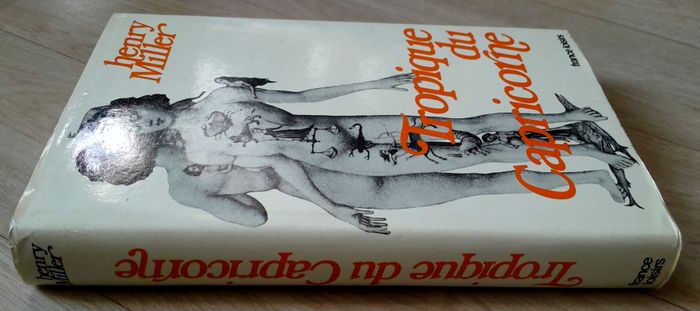 henry
Miller
Tropique
du
Capricorne
france loisirs
henry
Miller
Tropique du Capricorne
france
loisirs